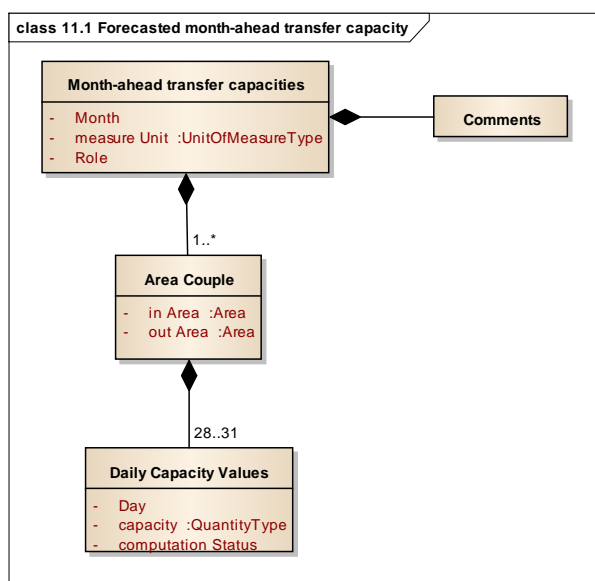 class 11.1 Forecasted month-ahead transfer capacity
Month-ahead transfer capacities
- Month
- measure Unit :UnitOfMeasureType
- Role
Comments
1..*
Area Couple
- in Area :Area
- out Area :Area
28..31
Daily Capacity Values
- Day
- capacity :QuantityType
- computation Status